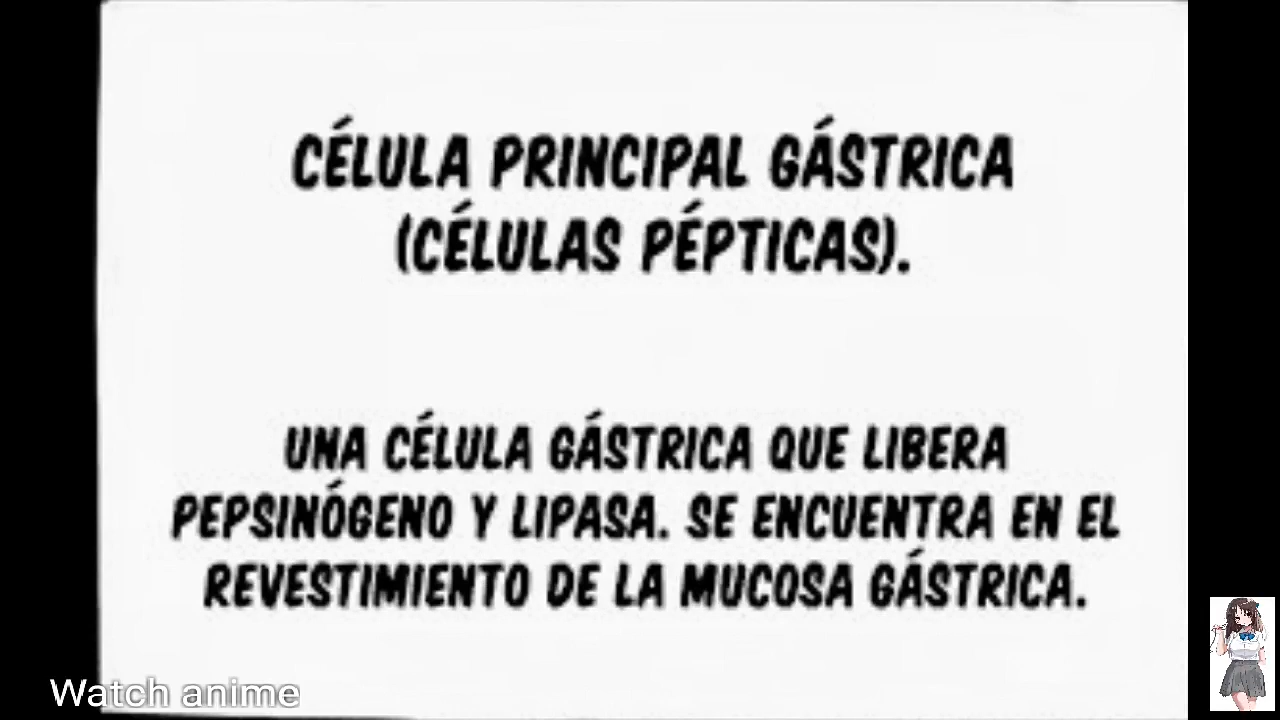 CÉLULA PRINCIPAL GÁSTRICA
(CÉLULAS PÉPTICAS).
UNA CÉLULA GÁSTRICA QUE LIBERA
PEPSINÓGENO Y LIPASA. SE ENCUENTRA EN EL
REVESTIMIENTO DE LA MUCOSA GÁSTRICA.
Watch anime